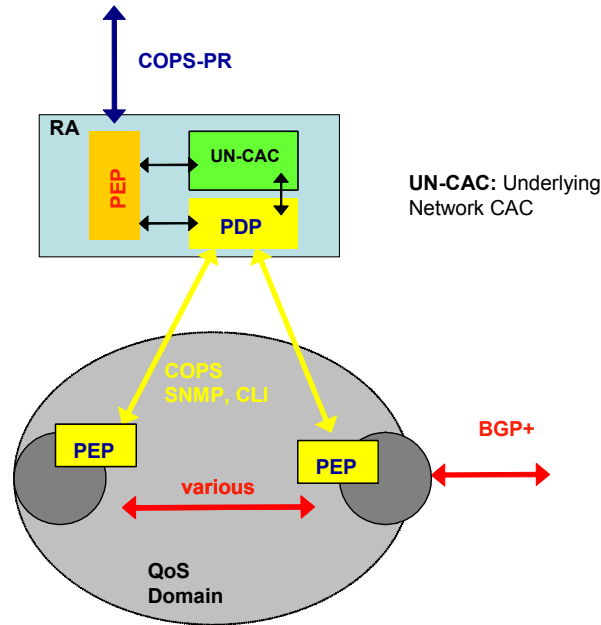 COPS-PR
RA
PEP
UN-CAC
PDP
UN-CAC: Underlying
Network CAC
COPS
SNMP, CLI
PEP
PEP
BGP+
various
QoS
Domain